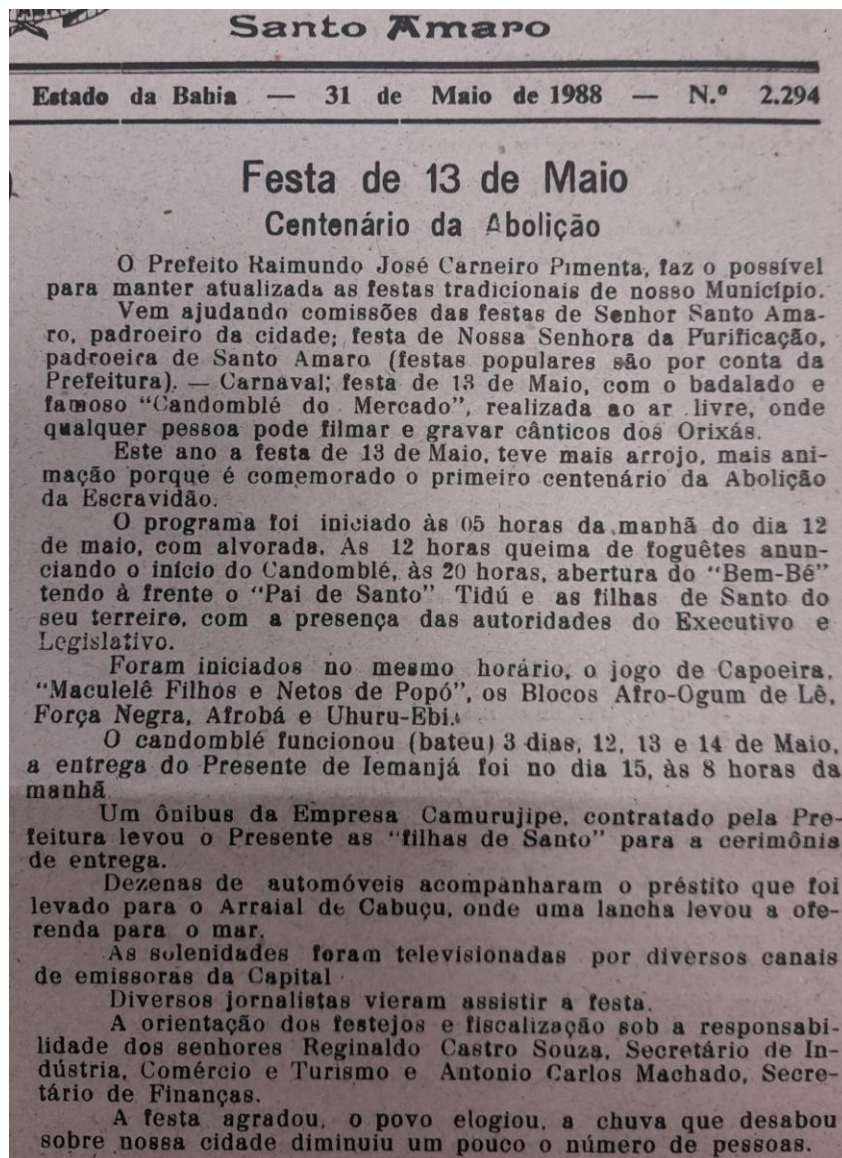 Santo Amaro
Estado da Bahia — 31 de Maio de 1988 — N.º 2.294
Festa de 13 de Maio
Centenário da Abolição
O Prefeito Raimundo José Carneiro Pimenta, faz o possível
para manter atualizada as festas tradicionais de nosso Município.
Vem ajudando comissões das festas de Senhor Santo Ama-
ro, padroeiro da cidade; festa de Nossa Senhora da Purificação,
padroeira de Santo Amaro (festas populares são por conta da
Prefeitura). — Carnaval; festa de 13 de Maio, com o badalado e
famoso “Candomblé do Mercado”, realizada ao ar livre, onde
qualquer pessoa pode filmar e gravar cânticos dos Orixás.
Este ano a festa de 13 de Maio, teve mais arrojo, mais ani-
mação porque é comemorado o primeiro centenário da Abolição
da Escravidão.
O programa foi iniciado às 05 horas da manhã do dia 12
de maio, com alvorada. As 12 horas queima de foguêtes anun-
ciando o início do Candomblé, às 20 horas, abertura do “Bem-Bé”
tendo à frente o “Pai de Santo” Tidú e as filhas de Santo do
seu terreiro, com a presença das autoridades do Executivo e
Legislativo.
Foram iniciados no mesmo horário, o jogo de Capoeira,
“Maculelê Filhos e Netos de Popó”, os Blocos Afro-Ogum de Lê,
Força Negra, Afrobá e Uhuru-Ebi.
O candomblé funcionou (bateu) 3 dias, 12, 13 e 14 de Maio,
a entrega do Presente de Iemanjá foi no dia 15, às 8 horas da
manhã
Um ônibus da Empresa Camurujipe, contratado pela Pre-
feitura levou o Presente as “filhas de Santo” para a cerimônia
de entrega.
Dezenas de automóveis acompanharam o préstito que foi
levado para o Arraial de Cabuçu, onde uma lancha levou a ofe-
renda para o mar.
As solenidades foram televisionadas por diversos canais
de emissoras da Capital
Diversos jornalistas vieram assistir a festa.
A orientação dos festejos e fiscalização sob a responsabi-
lidade dos senhores Reginaldo Castro Souza, Secretário de In-
dústria, Comércio e Turismo e Antonio Carlos Machado, Secre-
tário de Finanças.
A festa agradou, o povo elogiou, a chuva que desabou
sobre nossa cidade diminuiu um pouco o número de pessoas.